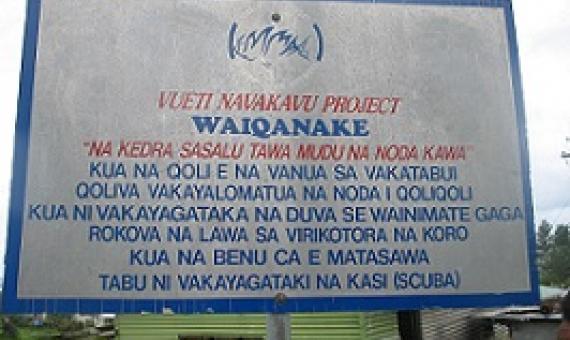 VUETI NAVAKAVU PROJECT
WAIQANAKE
"NA KEDRA SASALU TAWA MUDU NA NODA KAWA"
KUA NA QOLI E NA VANUA SA VAKATABUI
QOLIVA VAKAYALOMATUA NA NODA I QOLIQOLI
KUA NI VAKAYAGATAKA NA DUVA SE WAINIMATE GAGA
ROKOVA NA LAWA SA VIRIKOTORA NA KORO
KUA NA BENU CA E MATASAWA
TABU NI VAKAYAGATAKI NA KASI (SCUBA)